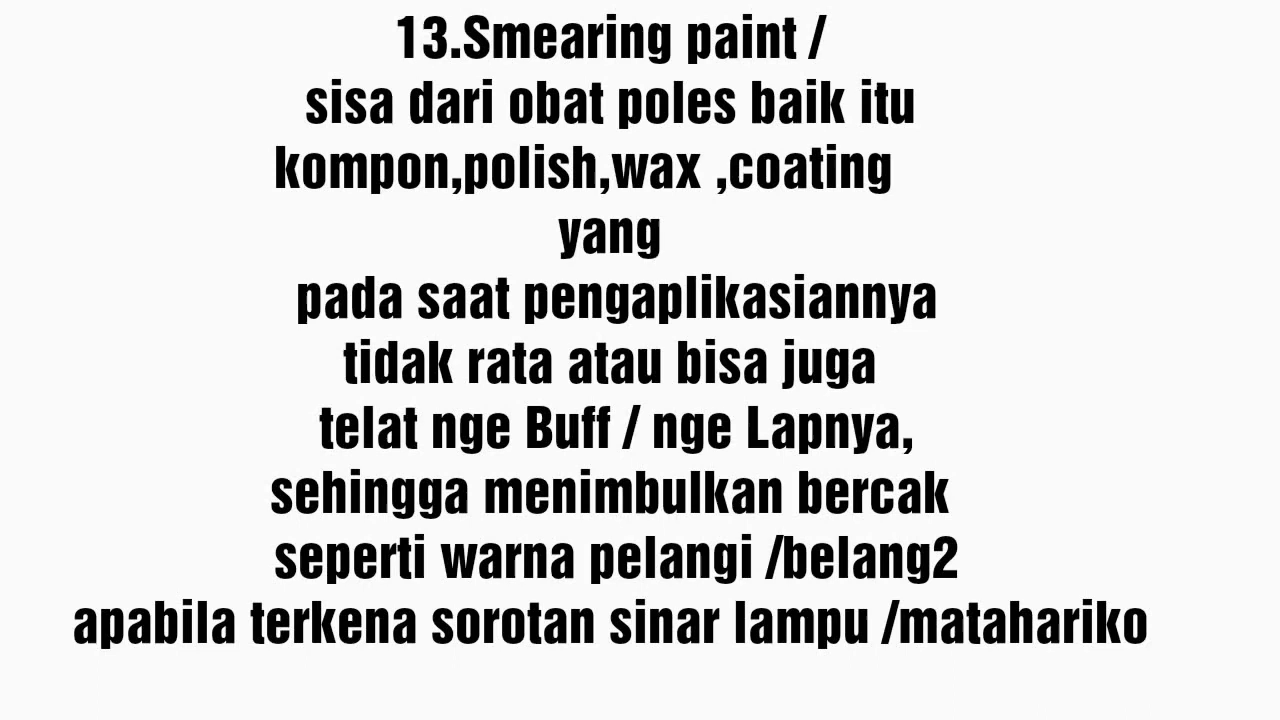 13.Smearing paint /
sisa dari obat poles baik itu
kompon,polish,wax ,coating
yang
pada saat pengaplikasiannya
tidak rata atau bisa juga
telat nge Buff / nge Lapnya,
sehingga menimbulkan bercak
seperti warna pelangi /belang2
apabila terkena sorotan sinar lampu /matahariko